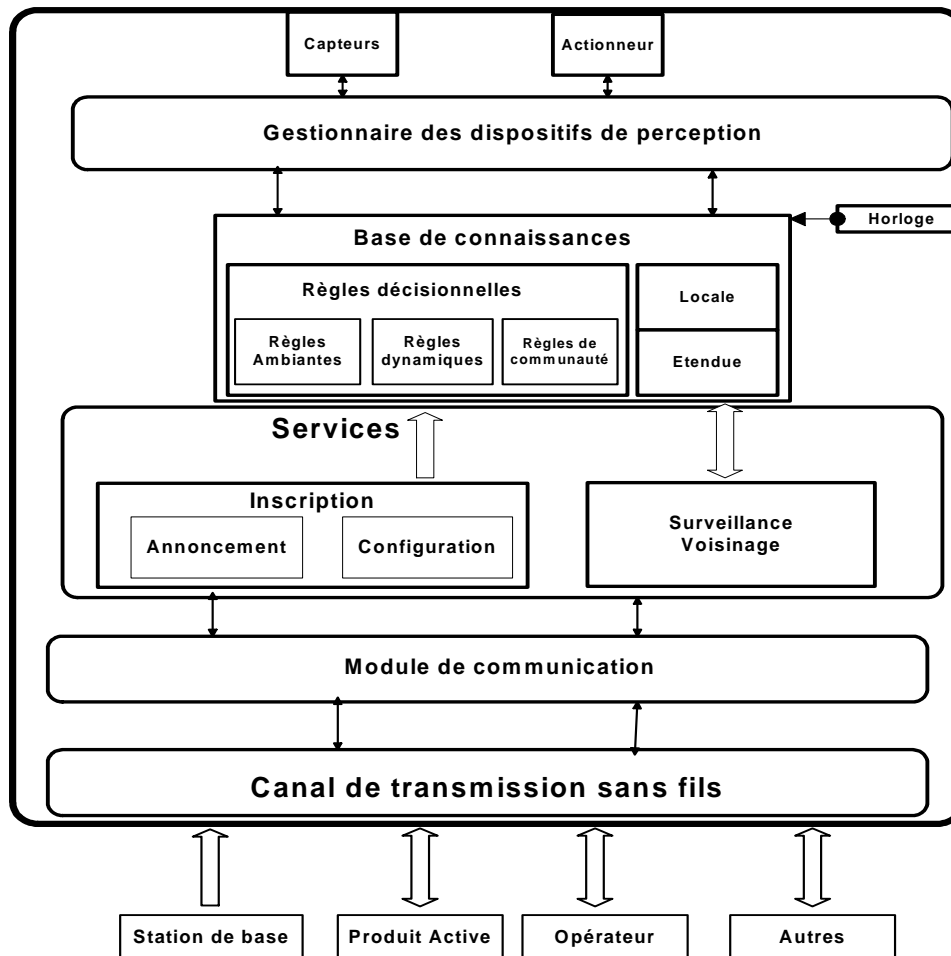 Capteurs
Actionneur
Gestionnaire des dispositifs de perception
Horloge
Base de connaissances
Règles décisionnelles
Règles
Ambiantes
Règles
dynamiques
Règles de
communauté
Locale
Etendue
Services
Inscription
Annoncement
Configuration
Surveillance
Voisinage
Module de communication
Canal de transmission sans fils
Station de base
Produit Active
Opérateur
Autres